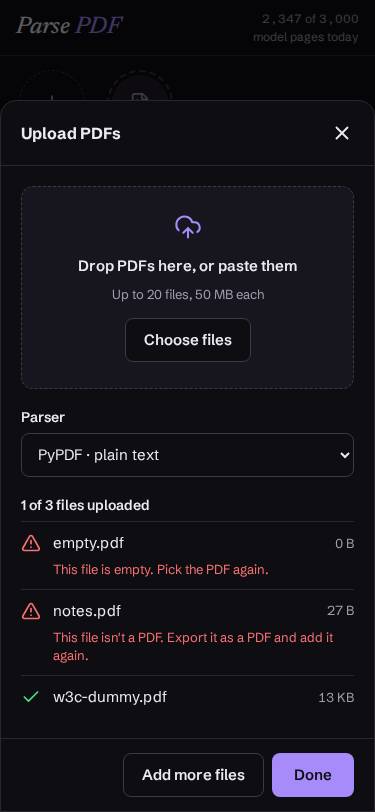 Parse PDF
2,347 of 3,000
model pages today
Upload PDFs
Drop PDFs here, or paste them
Up to 20 files, 50 MB each
Choose files
Parser
PyPDF · plain text
1 of 3 files uploaded
empty.pdf 0 B
This file is empty. Pick the PDF again.
notes.pdf 27 B
This file isn't a PDF. Export it as a PDF and add it
again.
w3c-dummy.pdf 13 KB
Add more files Done